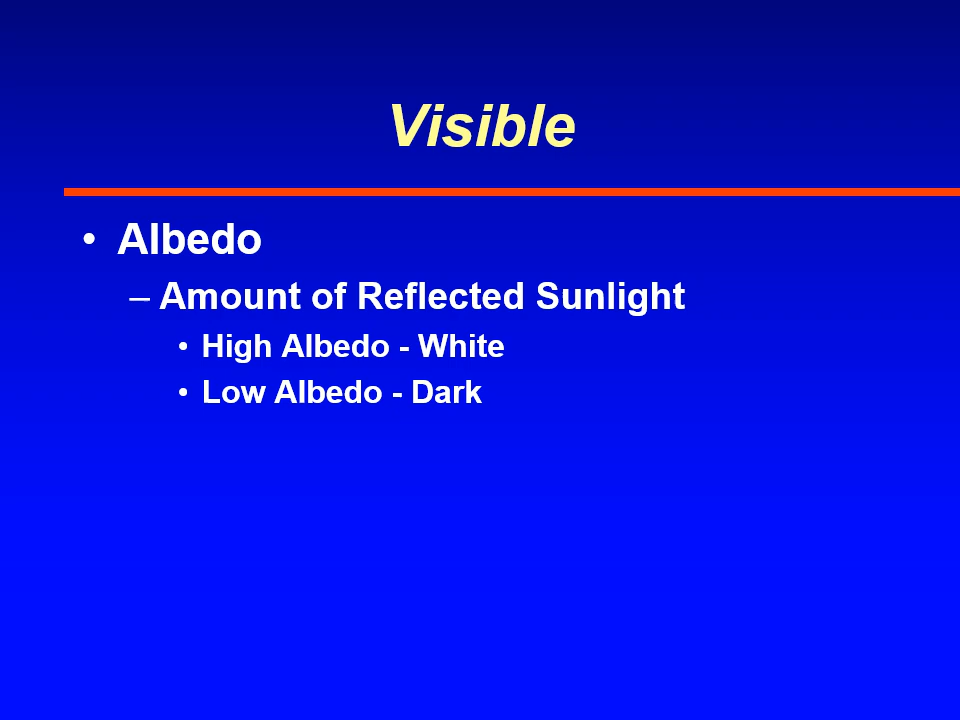 Visible
• Albedo
– Amount of Reflected Sunlight
• High Albedo - White
• Low Albedo - Dark